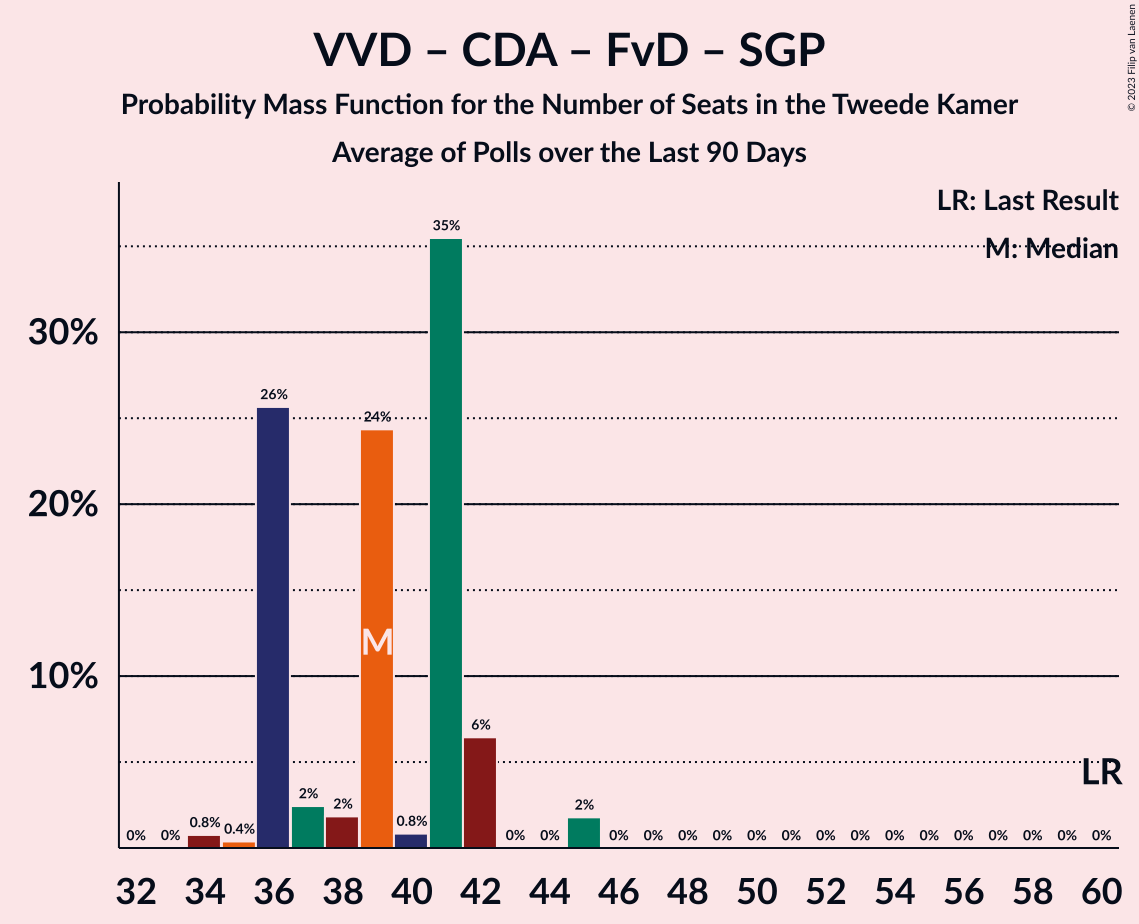 VVD – CDA – FvD – SGP
Probability Mass Function for the Number of Seats in the Tweede Kamer
Average of Polls over the Last 90 Days
© 2023 Filip van Laenen
LR: Last Result
M: Median
35%
30%
26%
24%
20%
M
10%
6%
LR
0% 0% 0.8% 0.4% 2% 2% 0.8% 0% 0% 2% 0% 0% 0% 0% 0% 0% 0% 0% 0% 0% 0% 0% 0% 0% 0%
32 34 36 38 40 42 44 46 48 50 52 54 56 58 60